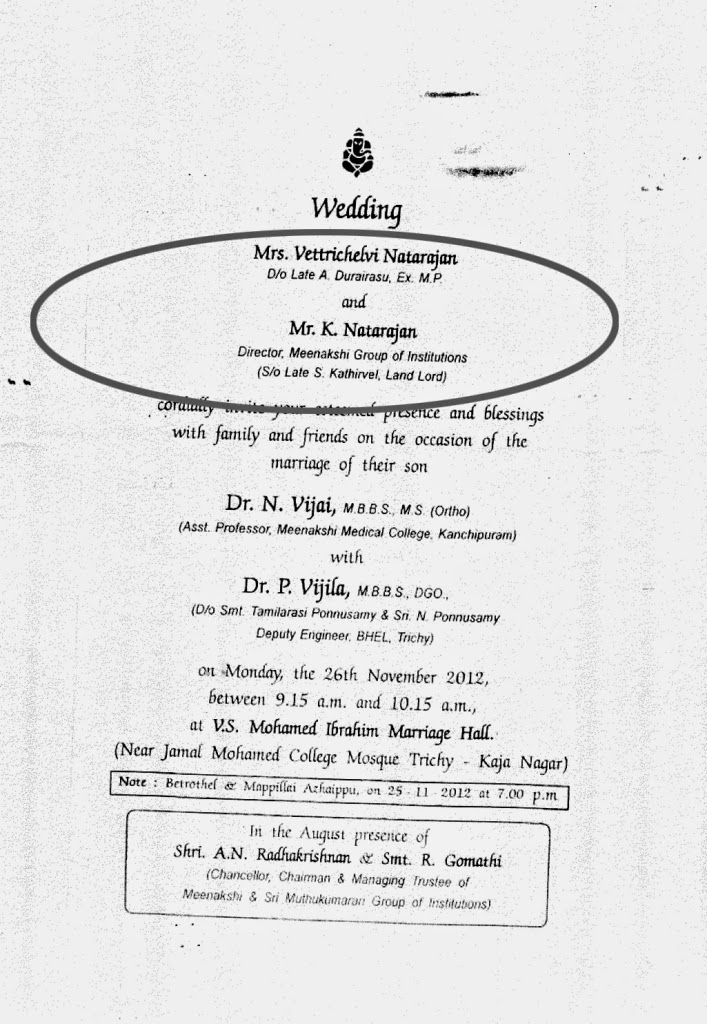 Wedding
Mrs. Vettrichelvi Natarajan
D/o Late A. Durairasu, Ex. M.P.
and
Mr. K. Natarajan
Director, Meenakshi Group of Institutions
(S/o Late S. Kathirvel, Land Lord)
cordially invite your esteemed presence and blessings
with family and friends on the occasion of the
marriage of their son
Dr. N. Vijai, M.B.B.S., M.S. (Ortho)
(Asst. Professor, Meenakshi Medical College, Kanchipuram)
with
Dr. P. Vijila, M.B.B.S., DGO.,
(D/o Smt. Tamilarasi Ponnusamy & Sri. N. Ponnusamy
Deputy Engineer, BHEL, Trichy)
on Monday, the 26th November 2012,
between 9.15 a.m. and 10.15 a.m.,
at V.S. Mohamed Ibrahim Marriage Hall.
(Near Jamal Mohamed College Mosque Trichy - Kaja Nagar)
Note : Betrothel & Mappillai Azhaippu, on 25 - 11 - 2012 at 7.00 p.m
In the August presence of
Shri. A.N. Radhakrishnan & Smt. R. Gomathi
(Chancellor, Chairman & Managing Trustee of
Meenakshi & Sri Muthukumaran Group of Institutions)